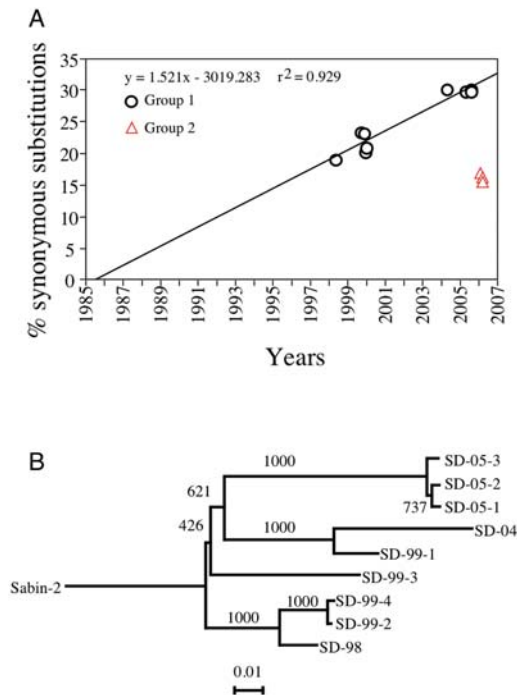 A
% synonymous substitutions
35
30
25
20
15
10
5
0
y = 1.521x - 3019.283 r2 = 0.929
Group 1
Group 2
1985
1987
1989
1991
1993
1995
1997
1999
2001
2003
2005
2007
Years
B
1000
SD-05-3
621
SD-05-2
737
SD-05-1
426
1000
SD-04
SD-99-1
Sabin-2
SD-99-3
1000
SD-99-4
1000
SD-99-2
SD-98
0.01